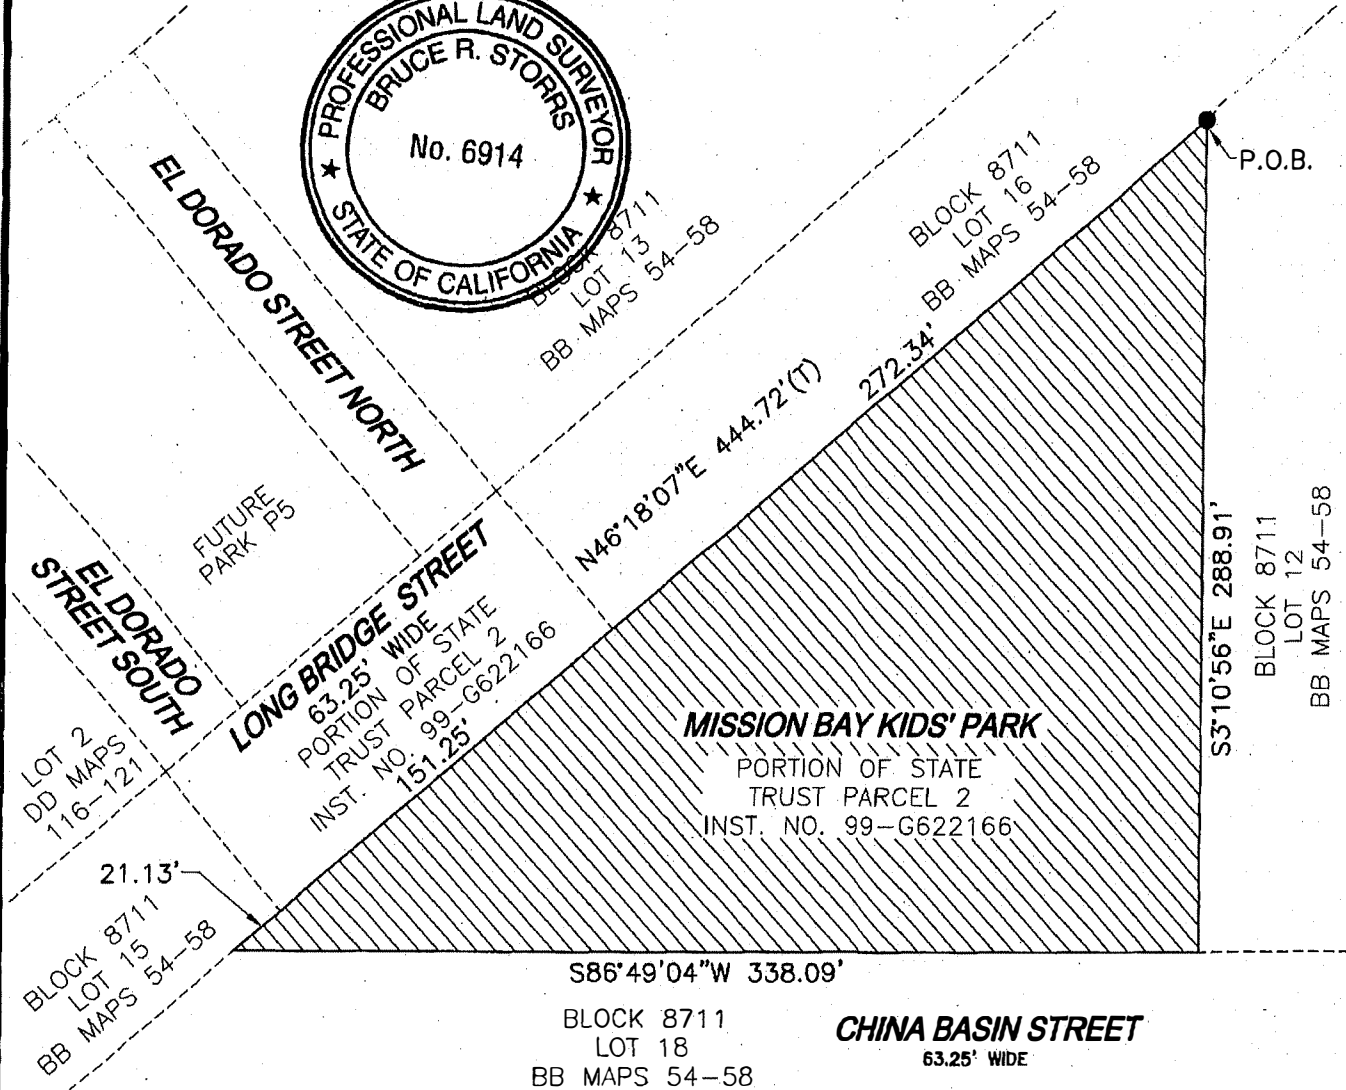 PROFESSIONAL LAND SURVEYOR
BRUCE R. STORRS
No. 6914
★ STATE OF CALIFORNIA ★
P.O.B.
EL DORADO STREET NORTH
BLOCK 8711
LOT 13
BB MAPS 54-58
BLOCK 8711
LOT 16
BB MAPS 54-58
N46°18'07"E 444.72'(T)
272.34'
FUTURE
PARK P5
EL DORADO
STREET SOUTH
LONG BRIDGE STREET
63.25' WIDE
PORTION OF STATE
TRUST PARCEL 2
INST. NO. 99-G622166
151.25'
S3°10'56"E 288.91'
BLOCK 8711
LOT 12
BB MAPS 54-58
MISSION BAY KIDS' PARK
PORTION OF STATE
TRUST PARCEL 2
INST. NO. 99-G622166
LOT 2
DD MAPS
116-121
21.13'
BLOCK 8711
LOT 15
BB MAPS 54-58
S86°49'04"W 338.09'
BLOCK 8711
LOT 18
BB MAPS 54-58
CHINA BASIN STREET
63.25' WIDE